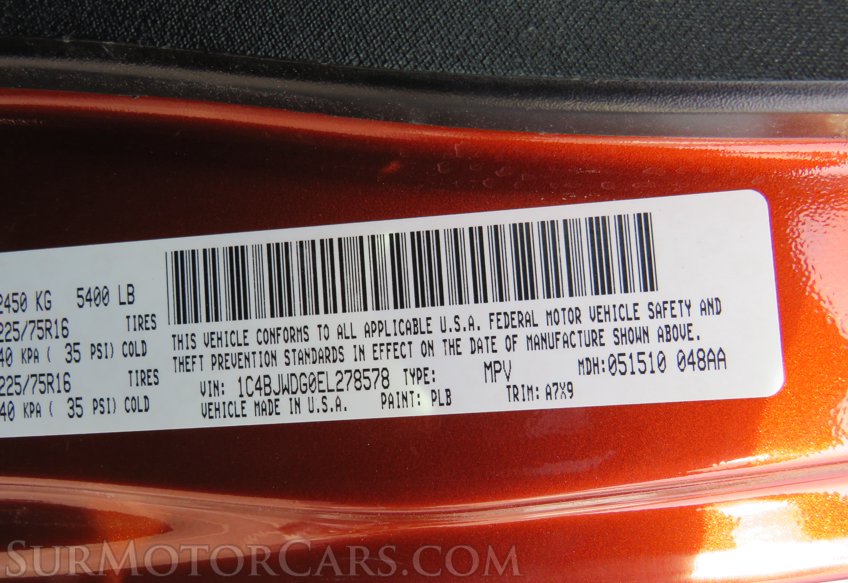 2450 KG 5400 LB
225/75R16 TIRES
40 KPA ( 35 PSI) COLD
225/75R16 TIRES
40 KPA ( 35 PSI) COLD
THIS VEHICLE CONFORMS TO ALL APPLICABLE U.S.A. FEDERAL MOTOR VEHICLE SAFETY AND
THEFT PREVENTION STANDARDS IN EFFECT ON THE DATE OF MANUFACTURE SHOWN ABOVE.
VIN: 1C4BJWDG0EL278578 TYPE: MPV MDH:051510 048AA
VEHICLE MADE IN U.S.A. PAINT: PLB TRIM: A7X9
SURMOTORCARS.COM